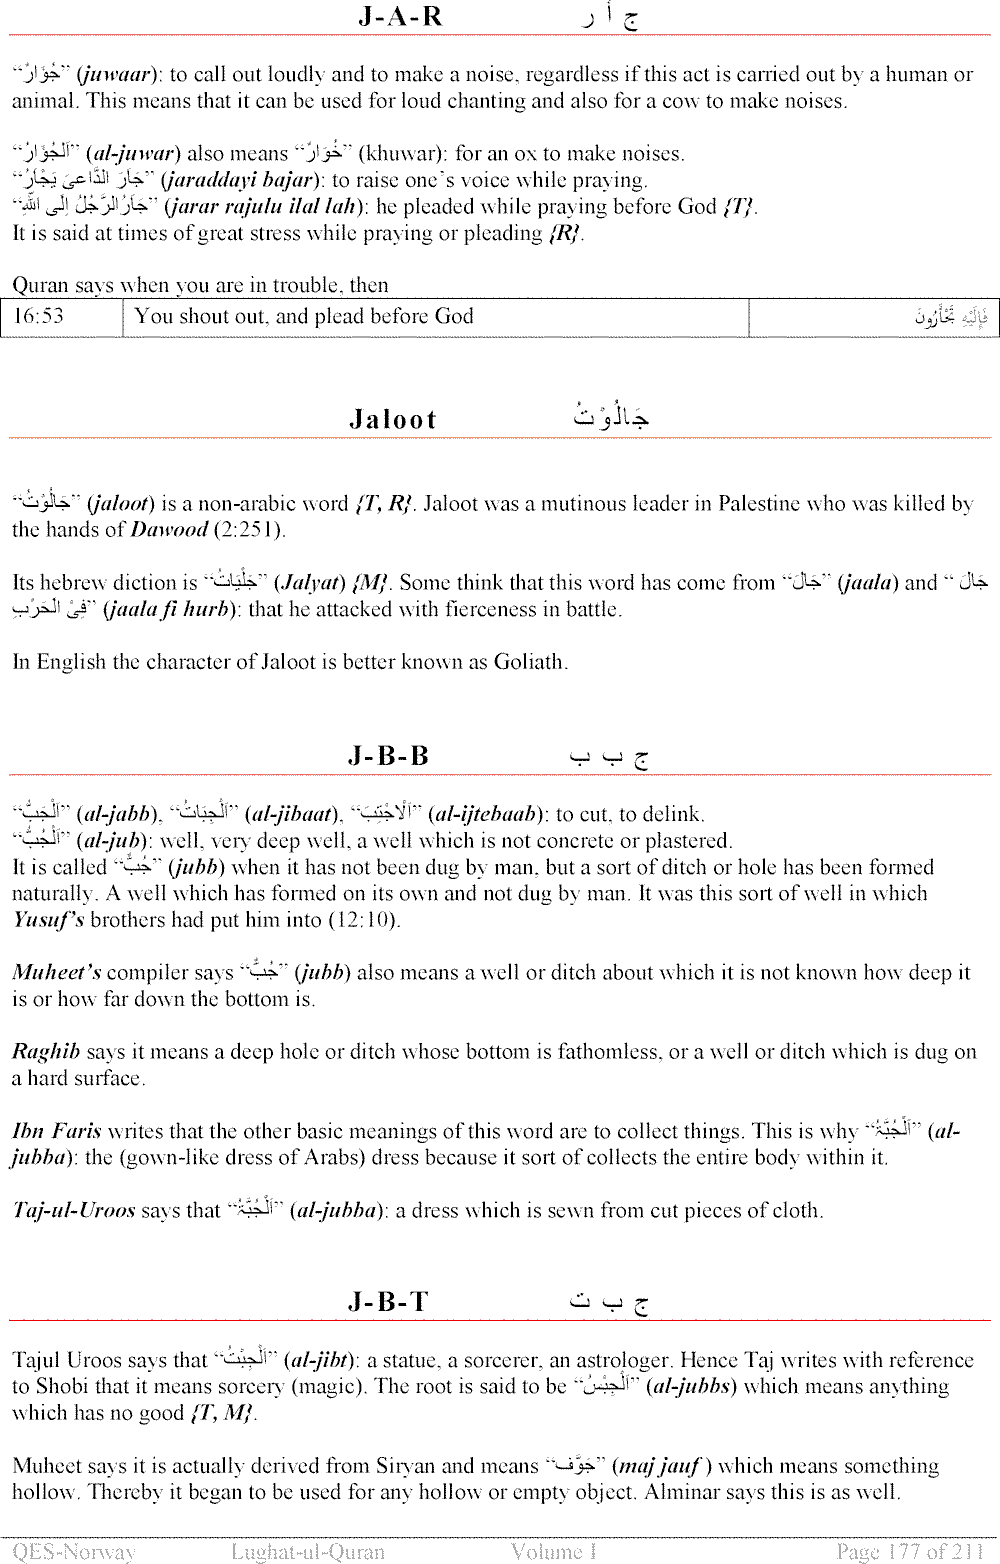 J-A-R ج أ ر
“جُؤَارٌ” (juwaar): to call out loudly and to make a noise, regardless if this act is carried out by a human or
animal. This means that it can be used for loud chanting and also for a cow to make noises.
“اَلْجُؤَارُ” (al-juwar) also means “خُوَارٌ” (khuwar): for an ox to make noises.
“جَأرَ الدَّاعِی یَجْأرُ” (jaraddayi bajar): to raise one’s voice while praying.
“جَأرُالرَّجُلُ اِلَی اللّٰہِ” (jarar rajulu ilal lah): he pleaded while praying before God {T}.
It is said at times of great stress while praying or pleading {R}.
Quran says when you are in trouble, then
16:53 You shout out, and plead before God فَإِلَيْهِ تَجْأَرُونَ
Jaloot جَالُوْتُ
“جَالُوْتُ” (jaloot) is a non-arabic word {T, R}. Jaloot was a mutinous leader in Palestine who was killed by
the hands of Dawood (2:251).
Its hebrew diction is “جَلْیَاتُ” (Jalyat) {M}. Some think that this word has come from “جَالَ” (jaala) and “جَالَ
فِیْ الْحَرْبِ” (jaala fi hurb): that he attacked with fierceness in battle.
In English the character of Jaloot is better known as Goliath.
J-B-B ج ب ب
“اَلْجَبُّ” (al-jabb), “اَلْجِبَابُ” (al-jibaat), “اَلْاجْتِبَ” (al-ijtebaab): to cut, to delink.
“اَلْجُبُّ” (al-jub): well, very deep well, a well which is not concrete or plastered.
It is called “جُبٌّ” (jubb) when it has not been dug by man, but a sort of ditch or hole has been formed
naturally. A well which has formed on its own and not dug by man. It was this sort of well in which
Yusuf’s brothers had put him into (12:10).
Muheet’s compiler says “جُبٌّ” (jubb) also means a well or ditch about which it is not known how deep it
is or how far down the bottom is.
Raghib says it means a deep hole or ditch whose bottom is fathomless, or a well or ditch which is dug on
a hard surface.
Ibn Faris writes that the other basic meanings of this word are to collect things. This is why “اَلْجُبَّۃُ” (al-
jubba): the (gown-like dress of Arabs) dress because it sort of collects the entire body within it.
Taj-ul-Uroos says that “اَلْجُبَّۃُ” (al-jubba): a dress which is sewn from cut pieces of cloth.
J-B-T ج ب ت
Tajul Uroos says that “اَلْجِبْتُ” (al-jibt): a statue, a sorcerer, an astrologer. Hence Taj writes with reference
to Shobi that it means sorcery (magic). The root is said to be “اَلْجِبْسُ” (al-jubbs) which means anything
which has no good {T, M}.
Muheet says it is actually derived from Siryan and means “جَوَّف” (maj jauf ) which means something
hollow. Thereby it began to be used for any hollow or empty object. Alminar says this is as well.
QES-Norway Lughat-ul-Quran Volume I Page 177 of 211